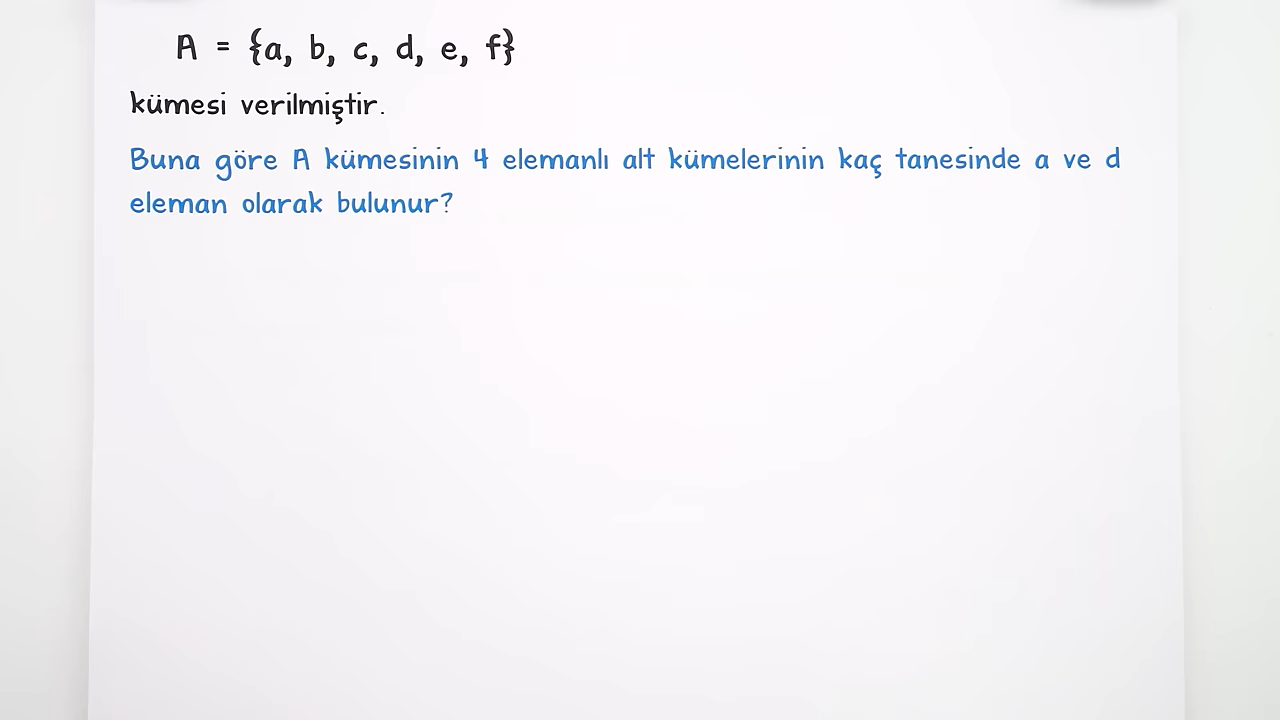 A = {a, b, c, d, e, f}
kümesi verilmiştir.
Buna göre A kümesinin 4 elemanlı alt kümelerinin kaç tanesinde a ve d
eleman olarak bulunur?